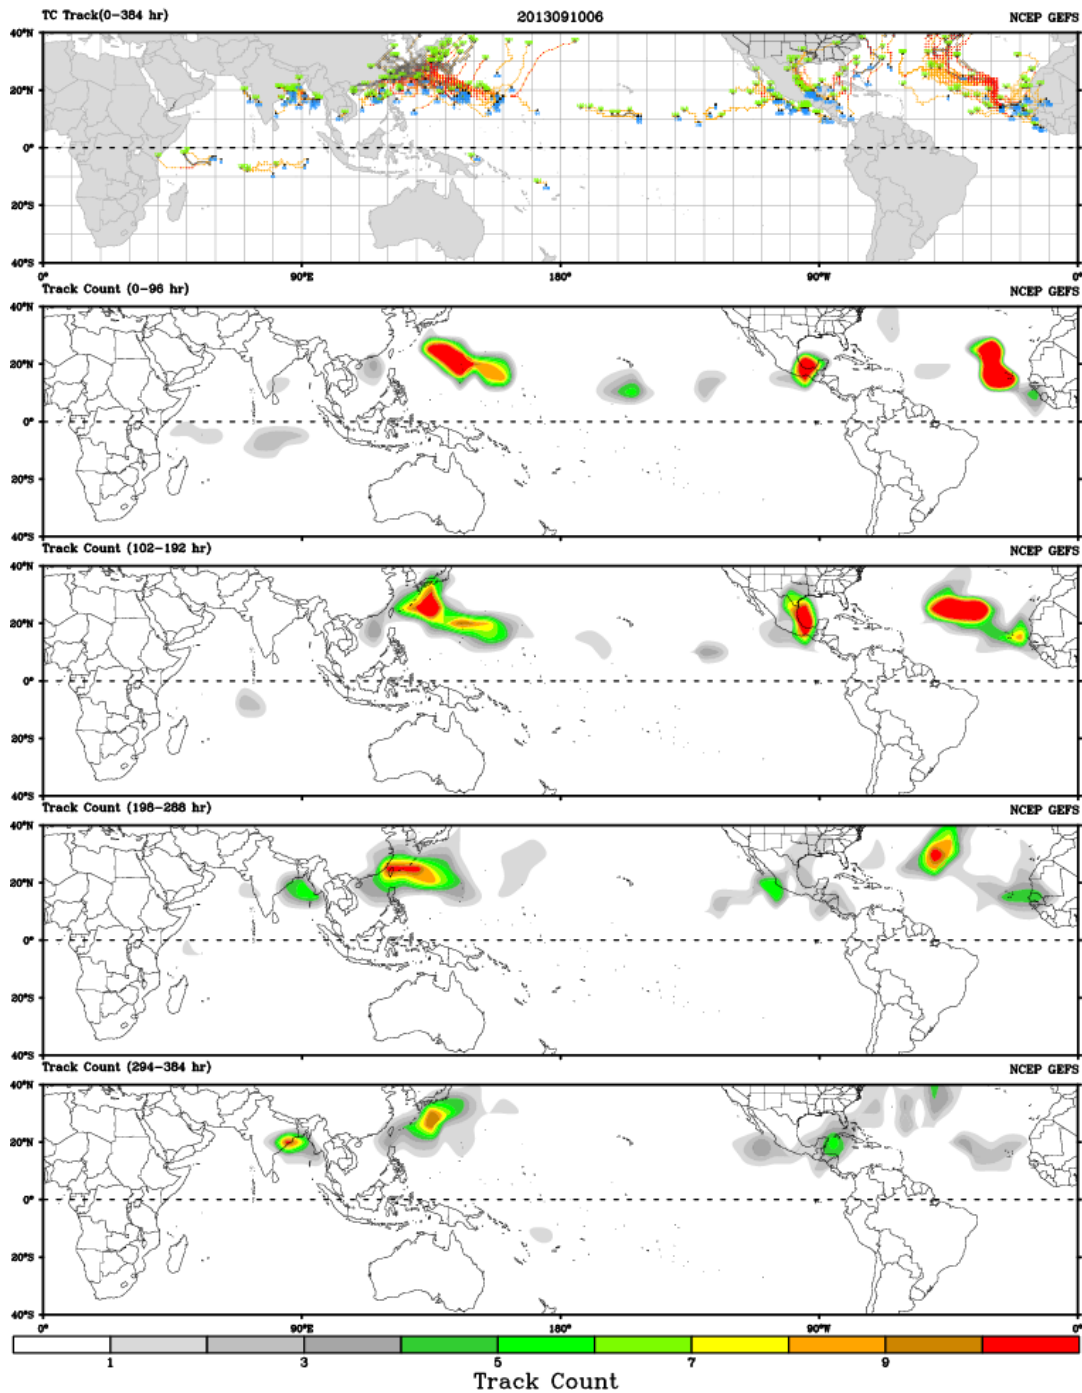 TC Track(0-384 hr) 2013091006 NCEP GEFS
40°N
20°N
0°
20°S
40°S
0° 90°E 180° 90°W 0°
Track Count (0-96 hr) NCEP GEFS
40°N
20°N
0°
20°S
40°S
Track Count (102-192 hr) NCEP GEFS
40°N
20°N
0°
20°S
40°S
Track Count (198-288 hr) NCEP GEFS
40°N
20°N
0°
20°S
40°S
Track Count (294-384 hr) NCEP GEFS
40°N
20°N
0°
20°S
40°S
0° 90°E 180° 90°W 0°
1 3 5 7 9
Track Count